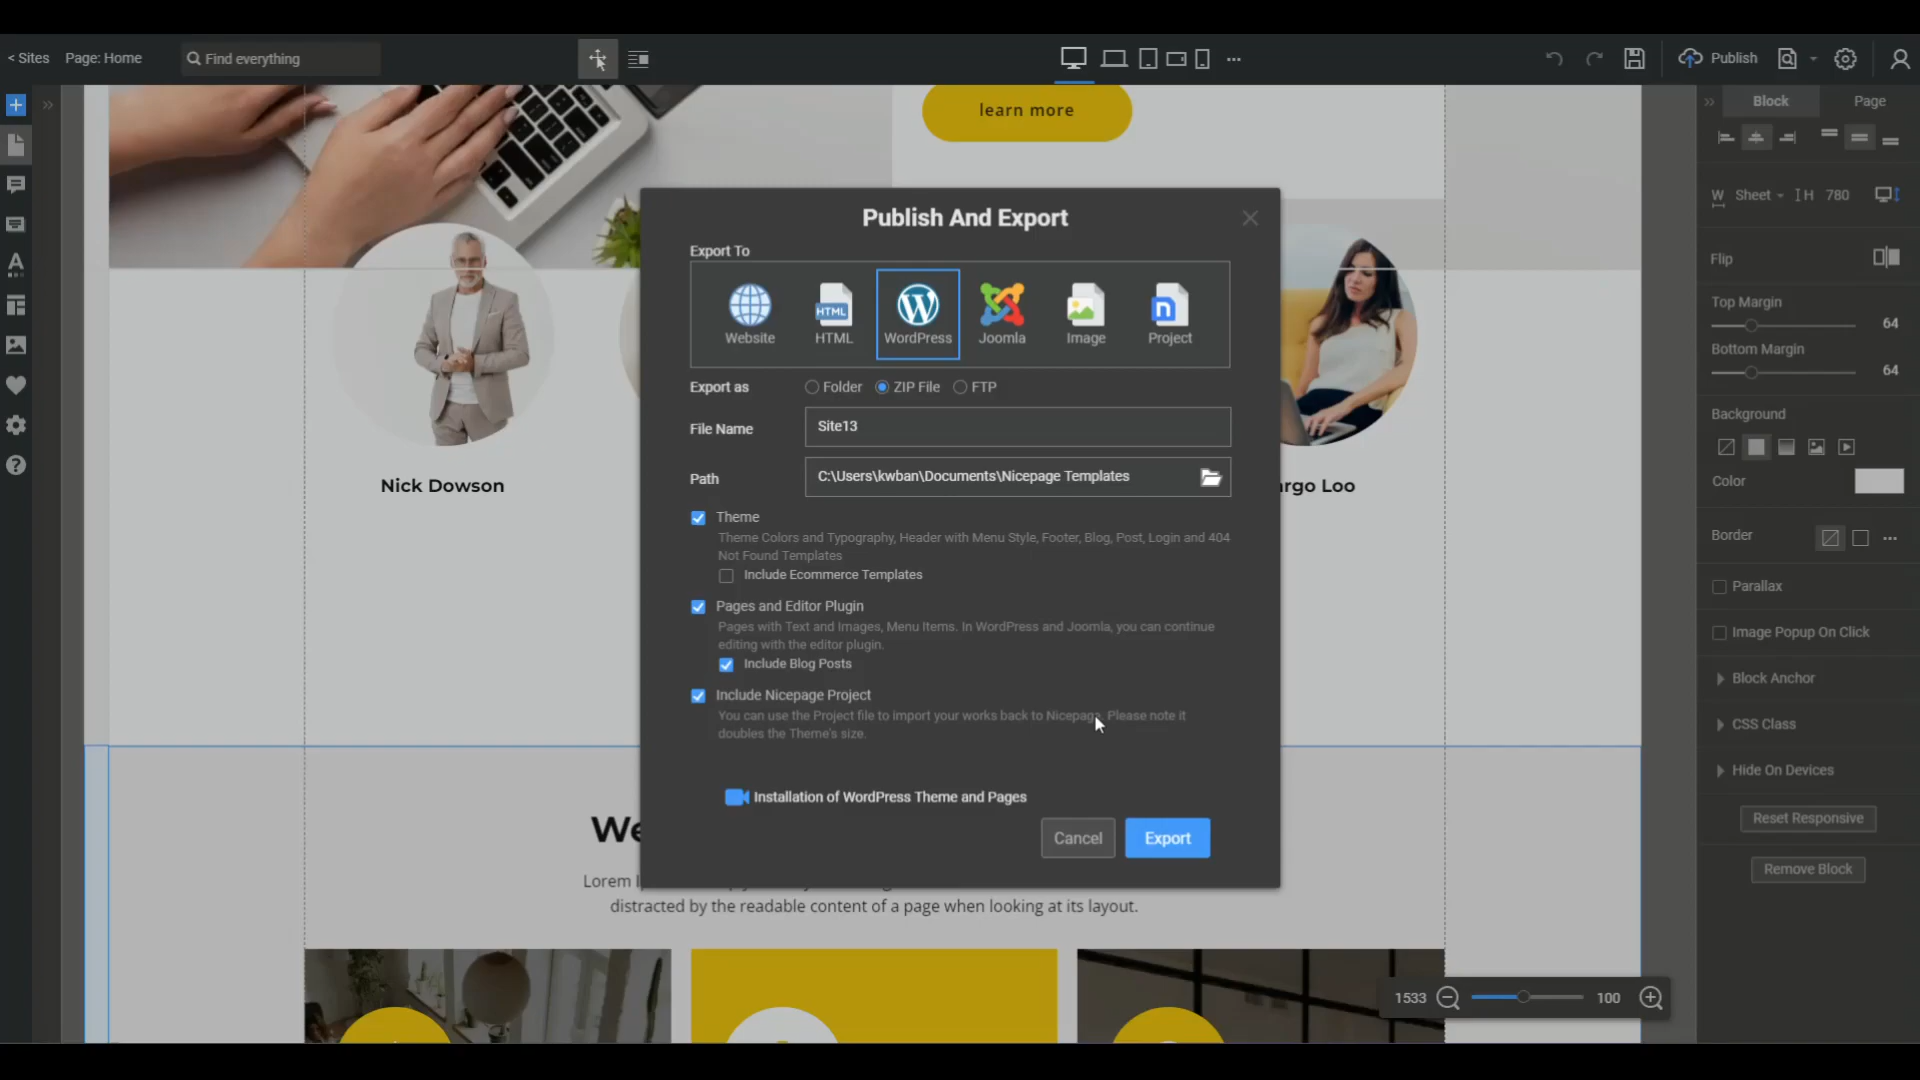 < Sites
Page: Home
Find everything
Publish
learn more
Block
Page
W Sheet H 780
Flip
Top Margin
64
Bottom Margin
64
Background
Color
Border
Parallax
Image Popup On Click
Block Anchor
CSS Class
Hide On Devices
Reset Responsive
Remove Block
Publish And Export
Export To
Website
HTML
HTML
WordPress
Joomla
Image
Project
Export as
Folder
ZIP File
FTP
File Name
Site13
Path
C:\Users\kwban\Documents\Nicepage Templates
Theme
Theme Colors and Typography, Header with Menu Style, Footer, Blog, Post, Login and 404
Not Found Templates
Include Ecommerce Templates
Pages and Editor Plugin
Pages with Text and Images, Menu Items. In WordPress and Joomla, you can continue
editing with the editor plugin.
Include Blog Posts
Include Nicepage Project
You can use the Project file to import your works back to Nicepage. Please note it
doubles the Theme's size.
Installation of WordPress Theme and Pages
Cancel
Export
Nick Dowson
rgo Loo
We
Lorem I
distracted by the readable content of a page when looking at its layout.
1533
100